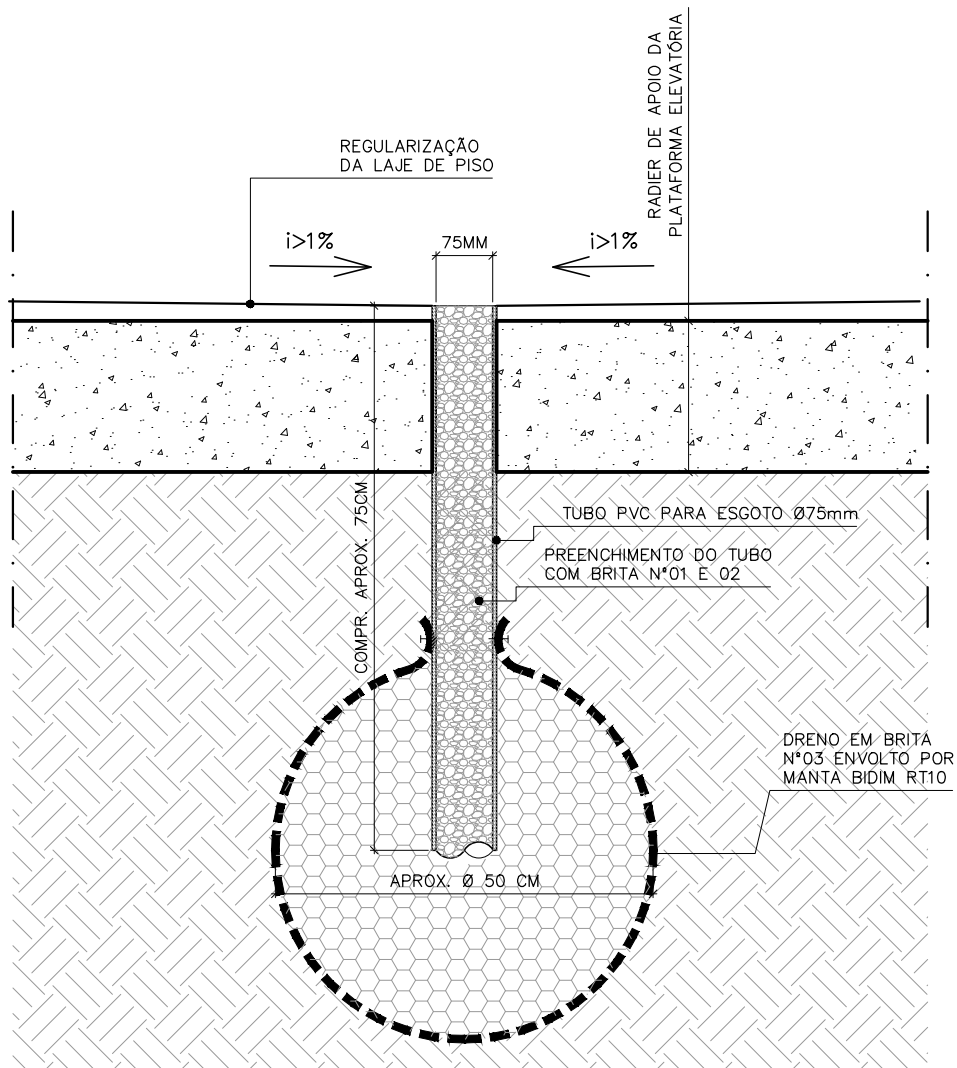 RADIER DE APOIO DA
PLATAFORMA ELEVATÓRIA
REGULARIZAÇÃO
DA LAJE DE PISO
i>1%
75MM
i>1%
COMPR. APROX. 75CM
TUBO PVC PARA ESGOTO Ø75mm
PREENCHIMENTO DO TUBO
COM BRITA N°01 E 02
DRENO EM BRITA
N°03 ENVOLTO POR
MANTA BIDIM RT10
APROX. Ø 50 CM